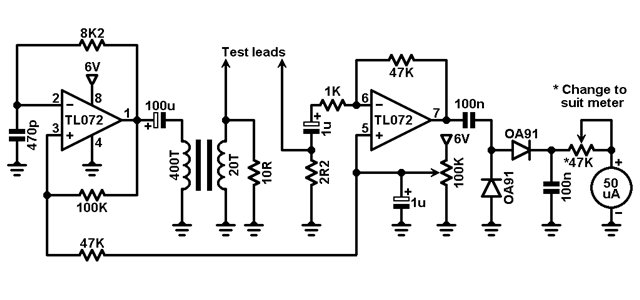 8K2
6V
2
8
TL072
1
3
4
470p
100K
47K
100u
+
400T
20T
10R
Test leads
1K
1u
2R2
47K
6
5
TL072
7
100n
6V
100K
1u
OA91
OA91
100n
* Change to
suit meter
*47K
+
50
uA
−